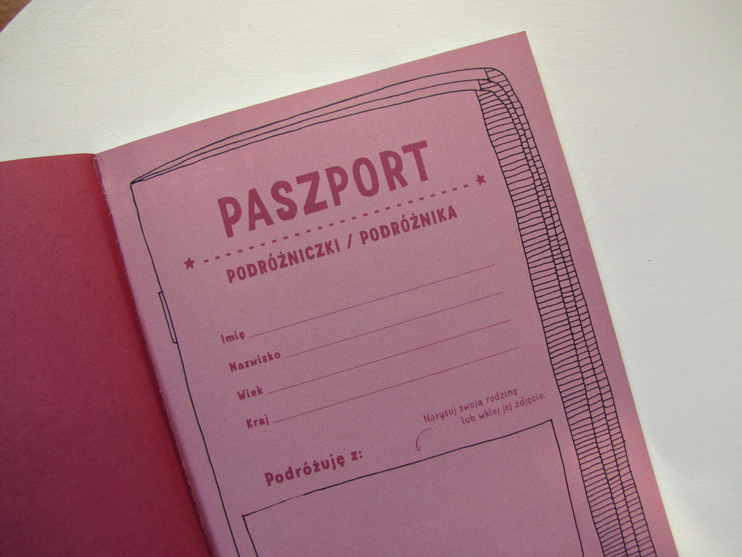 PASZPORT
PODRÓŻNICZKI / PODRÓŻNIKA
Imię
Nazwisko
Wiek
Kraj
Narysuj swoją rodzinę
lub wklej jej zdjęcie.
Podróżuję z: